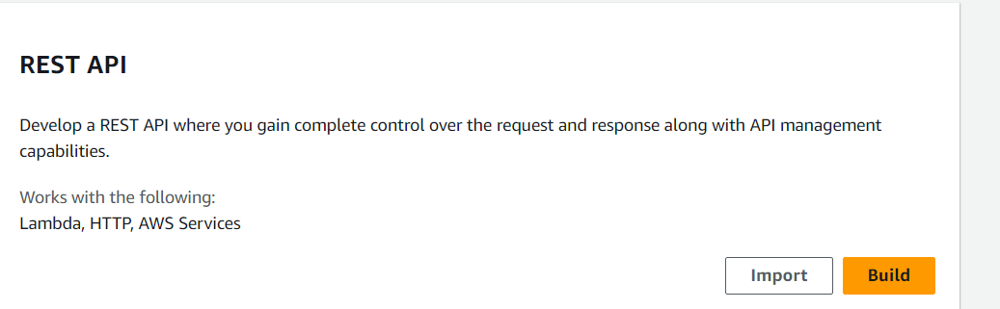 REST API
Develop a REST API where you gain complete control over the request and response along with API management
capabilities.
Works with the following:
Lambda, HTTP, AWS Services
Import
Build